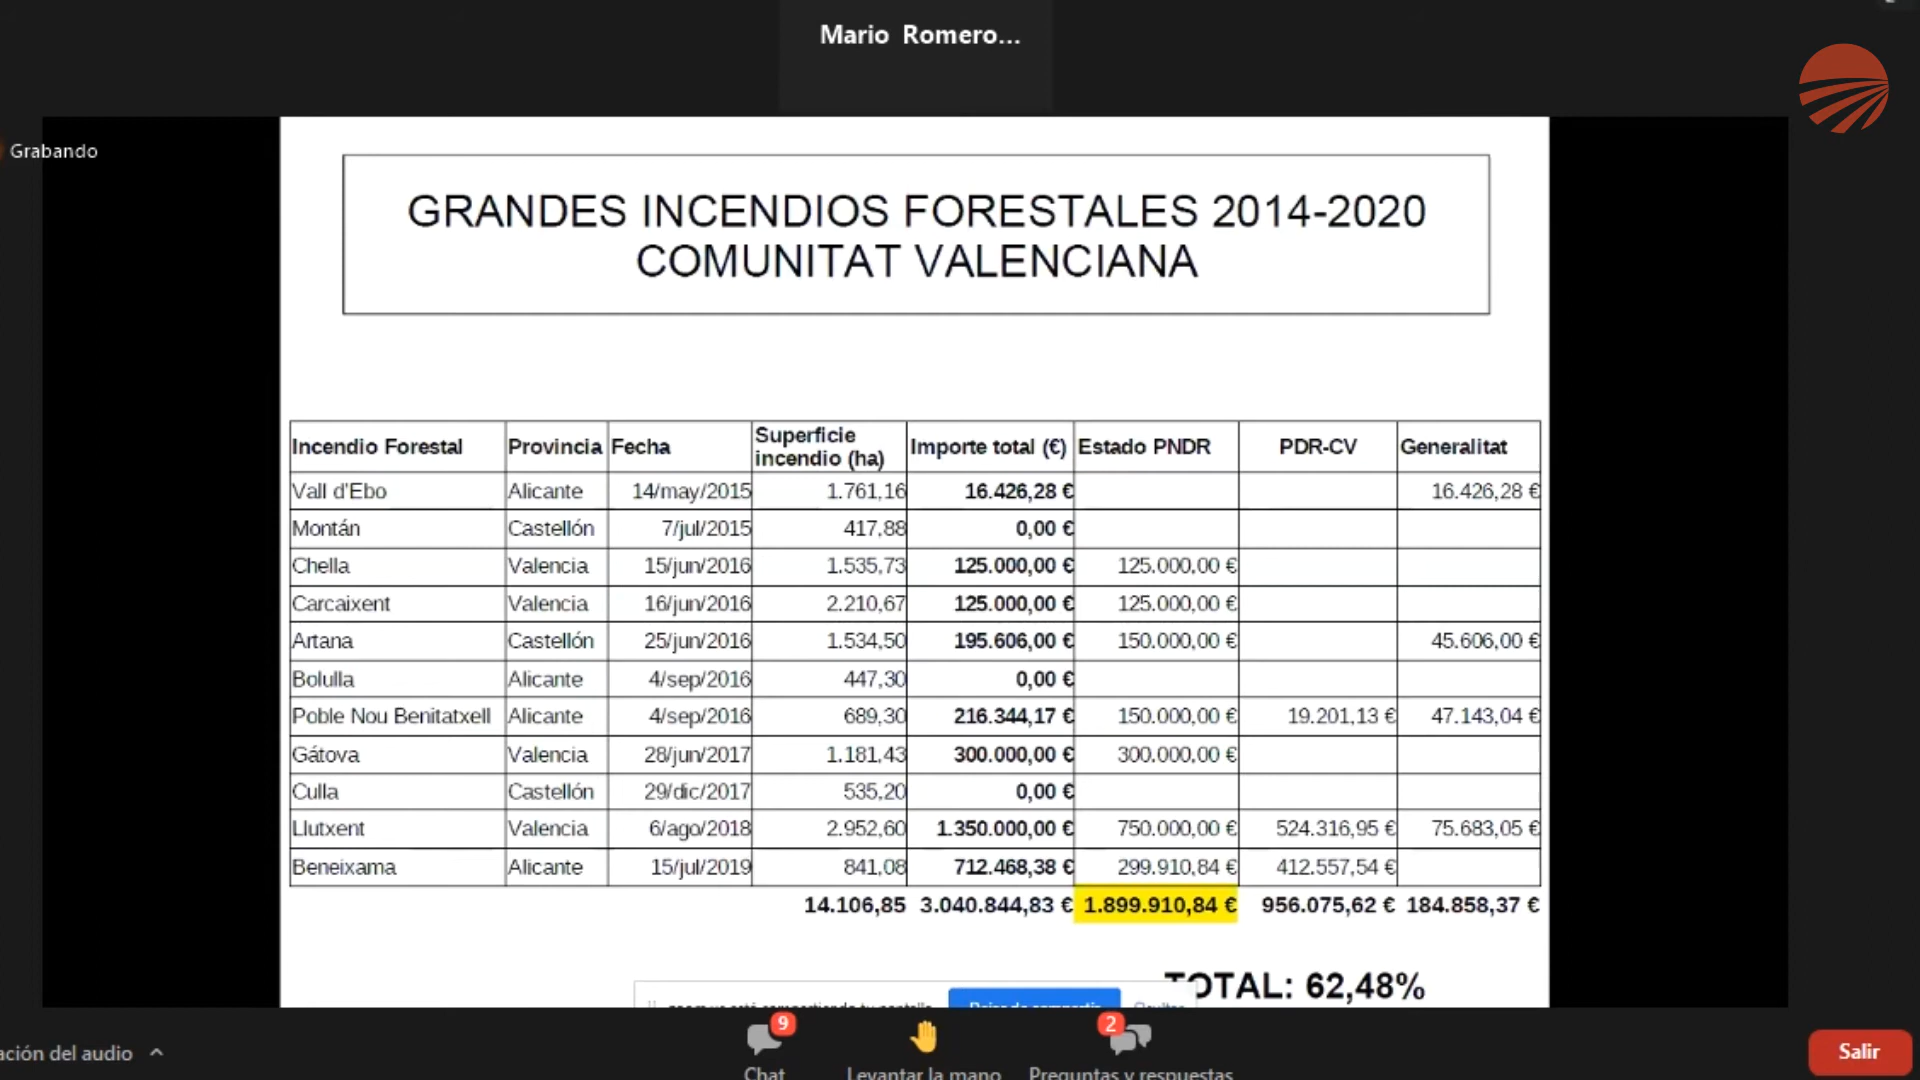 Mario Romero...
Grabando
GRANDES INCENDIOS FORESTALES 2014-2020
COMUNITAT VALENCIANA
Incendio Forestal Provincia Fecha Superficie incendio (ha) Importe total (€) Estado PNDR PDR-CV Generalitat
Vall d'Ebo Alicante 14/may/2015 1.761,16 16.426,28 € 16.426,28 €
Montán Castellón 7/jul/2015 417,88 0,00 €
Chella Valencia 15/jun/2016 1.535,73 125.000,00 € 125.000,00 €
Carcaixent Valencia 16/jun/2016 2.210,67 125.000,00 € 125.000,00 €
Artana Castellón 25/jun/2016 1.534,50 195.606,00 € 150.000,00 € 45.606,00 €
Bolulla Alicante 4/sep/2016 447,30 0,00 €
Poble Nou Benitatxell Alicante 4/sep/2016 689,30 216.344,17 € 150.000,00 € 19.201,13 € 47.143,04 €
Gátova Valencia 28/jun/2017 1.181,43 300.000,00 € 300.000,00 €
Culla Castellón 29/dic/2017 535,20 0,00 €
Llutxent Valencia 6/ago/2018 2.952,60 1.350.000,00 € 750.000,00 € 524.316,95 € 75.683,05 €
Beneixama Alicante 15/jul/2019 841,08 712.468,38 € 299.910,84 € 412.557,54 €
14.106,85 3.040.844,83 € 1.899.910,84 € 956.075,62 € 184.858,37 €
TOTAL: 62,48%
ación del audio
9
Chat
Levantar la mano
2
Preguntas y respuestas
Salir